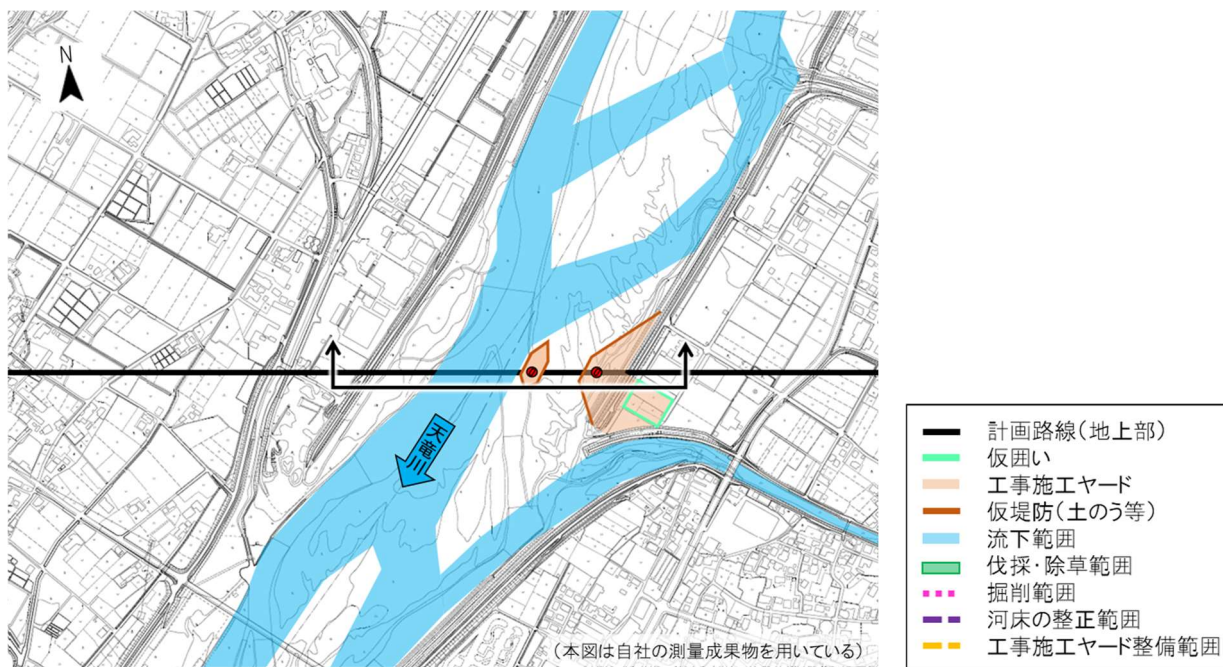 N
天竜川
（本図は自社の測量成果物を用いている）
計画路線（地上部）
仮囲い
工事施工ヤード
仮堤防（土のう等）
流下範囲
伐採・除草範囲
掘削範囲
河床の整正範囲
工事施工ヤード整備範囲